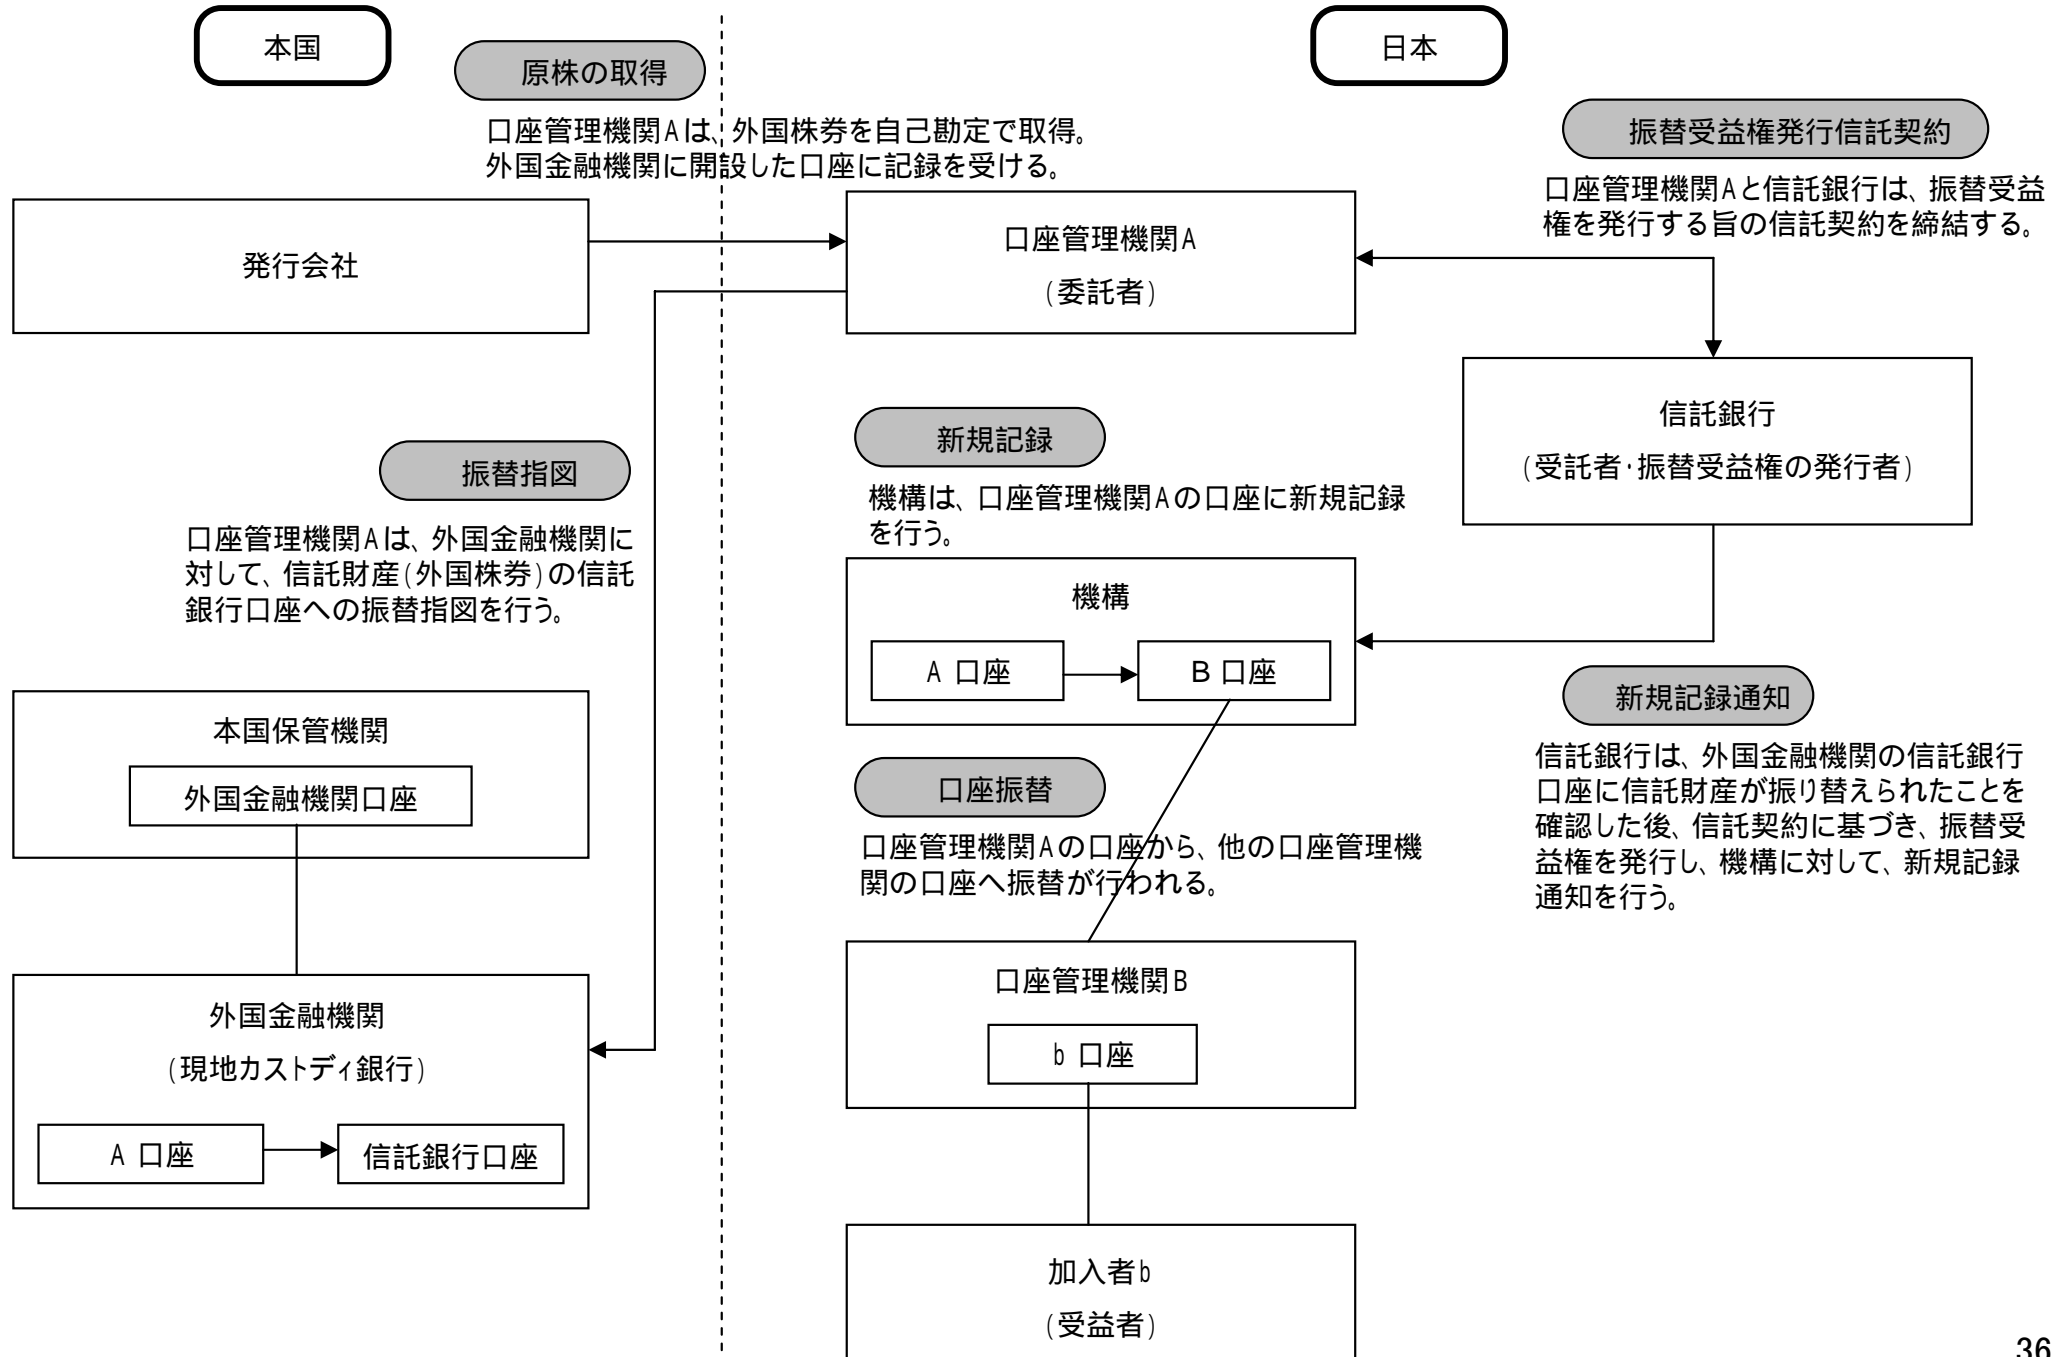 本国
日本
原株の取得
口座管理機関Aは、外国株券を自己勘定で取得。
外国金融機関に開設した口座に記録を受ける。
振替受益権発行信託契約
口座管理機関Aと信託銀行は、振替受益
権を発行する旨の信託契約を締結する。
発行会社
口座管理機関A
(委託者)
信託銀行
(受託者・振替受益権の発行者)
振替指図
口座管理機関Aは、外国金融機関に
対して、信託財産(外国株券)の信託
銀行口座への振替指図を行う。
新規記録
機構は、口座管理機関Aの口座に新規記録
を行う。
機構
A 口座
B 口座
新規記録通知
信託銀行は、外国金融機関の信託銀行
口座に信託財産が振り替えられたことを
確認した後、信託契約に基づき、振替受
益権を発行し、機構に対して、新規記録
通知を行う。
本国保管機関
外国金融機関口座
口座振替
口座管理機関Aの口座から、他の口座管理機
関の口座へ振替が行われる。
外国金融機関
(現地カストディ銀行)
A 口座
信託銀行口座
口座管理機関B
b 口座
加入者b
(受益者)
36